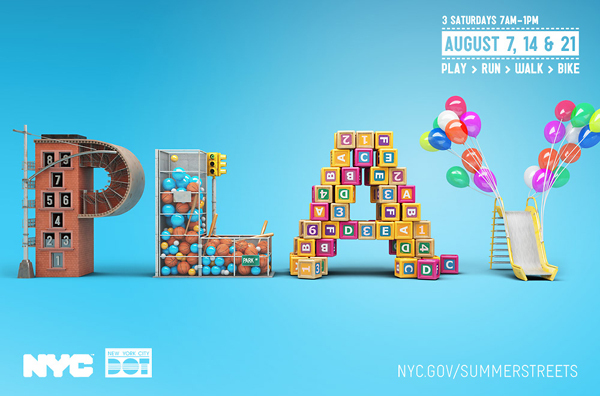 3 SATURDAYS 7AM–1PM
AUGUST 7, 14 & 21
PLAY > RUN > WALK > BIKE
PLAY
PARK
NYC
NEW YORK CITY
DOT
NYC.GOV/SUMMERSTREETS